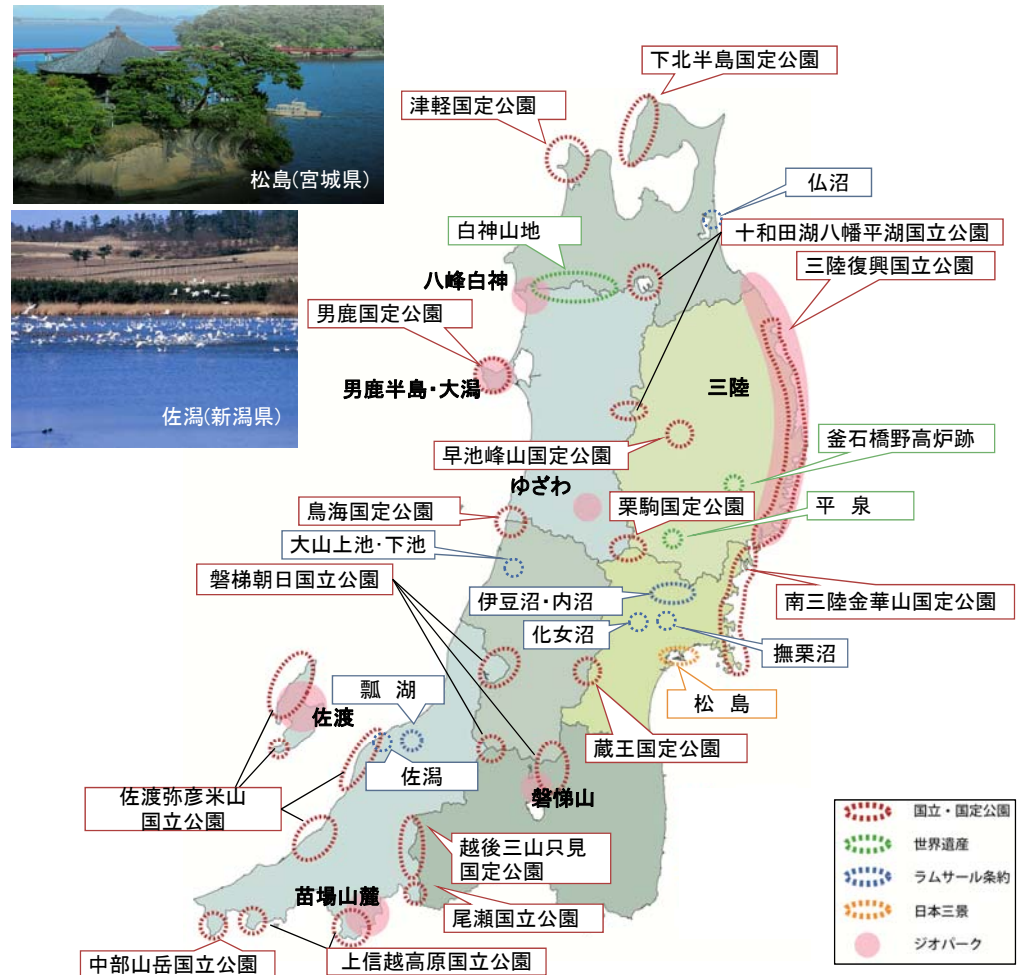 下北半島国定公園
津軽国定公園
松島(宮城県)
仏沼
白神山地
十和田湖八幡平湖国立公園
三陸復興国立公園
八峰白神
男鹿国定公園
男鹿半島・大潟
三陸
佐潟(新潟県)
釜石橋野高炉跡
早池峰山国定公園
ゆざわ
栗駒国定公園
平 泉
鳥海国定公園
大山上池・下池
磐梯朝日国立公園
伊豆沼・内沼
南三陸金華山国定公園
化女沼
撫栗沼
瓢 湖
松 島
佐渡
蔵王国定公園
佐潟
磐悌山
佐渡弥彦米山
国立公園
越後三山只見
国定公園
苗場山麓
尾瀬国立公園
中部山岳国立公園
上信越高原国立公園
国立・国定公園
世界遺産
ラムサール条約
日本三景
ジオパーク